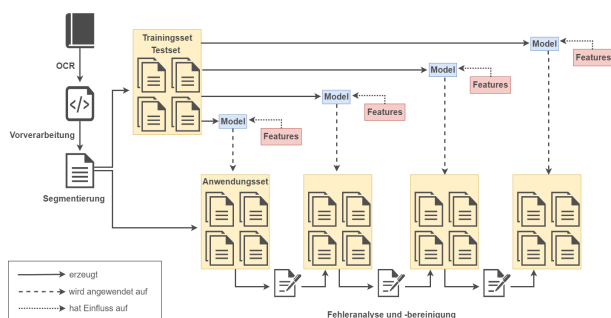 Trainingsset
Testset
OCR
Vorverarbeitung
Segmentierung
Model
Features
Model
Features
Model
Features
Model
Features
Anwendungsset
erzeugt
wird angewendet auf
hat Einfluss auf
Fehleranalyse und -bereinigung